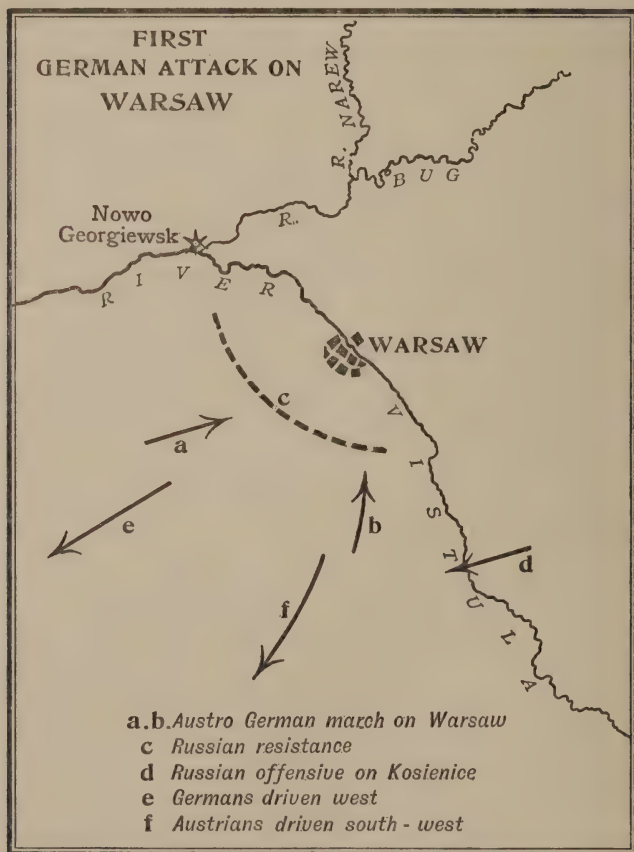 FIRST
GERMAN ATTACK ON
WARSAW
R. NAREW
R. BUG
Nowo
Georgiewsk
RIVER VISTULA
WARSAW
c
a
e
b
d
f
a.b. Austro German march on Warsaw
c Russian resistance
d Russian offensive on Kosienice
e Germans driven west
f Austrians driven south-west